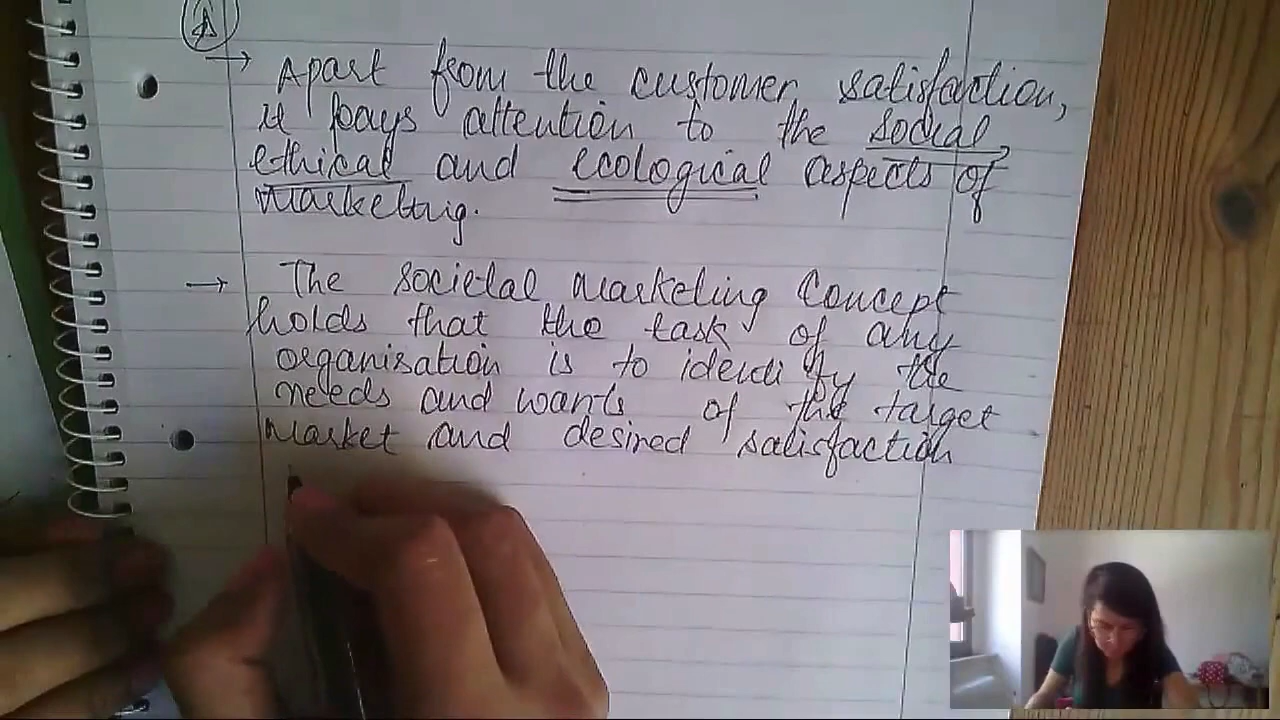 A
→ Apart from the customer satisfaction,
it pays attention to the social,
ethical and ecological aspects of
marketing.
→ The societal marketing Concept
holds that the task of any
organisation is to identify the
needs and wants of the target
market and desired satisfaction